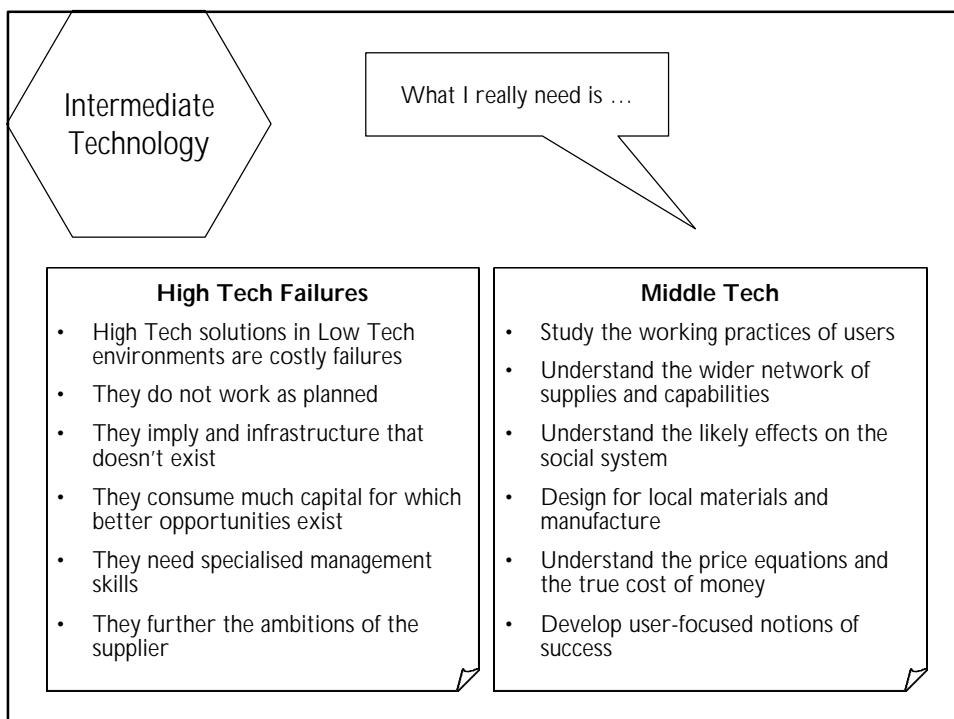 Intermediate
Technology
What I really need is …
High Tech Failures
• High Tech solutions in Low Tech
environments are costly failures
• They do not work as planned
• They imply and infrastructure that
doesn't exist
• They consume much capital for which
better opportunities exist
• They need specialised management
skills
• They further the ambitions of the
supplier
Middle Tech
• Study the working practices of users
• Understand the wider network of
supplies and capabilities
• Understand the likely effects on the
social system
• Design for local materials and
manufacture
• Understand the price equations and
the true cost of money
• Develop user-focused notions of
success